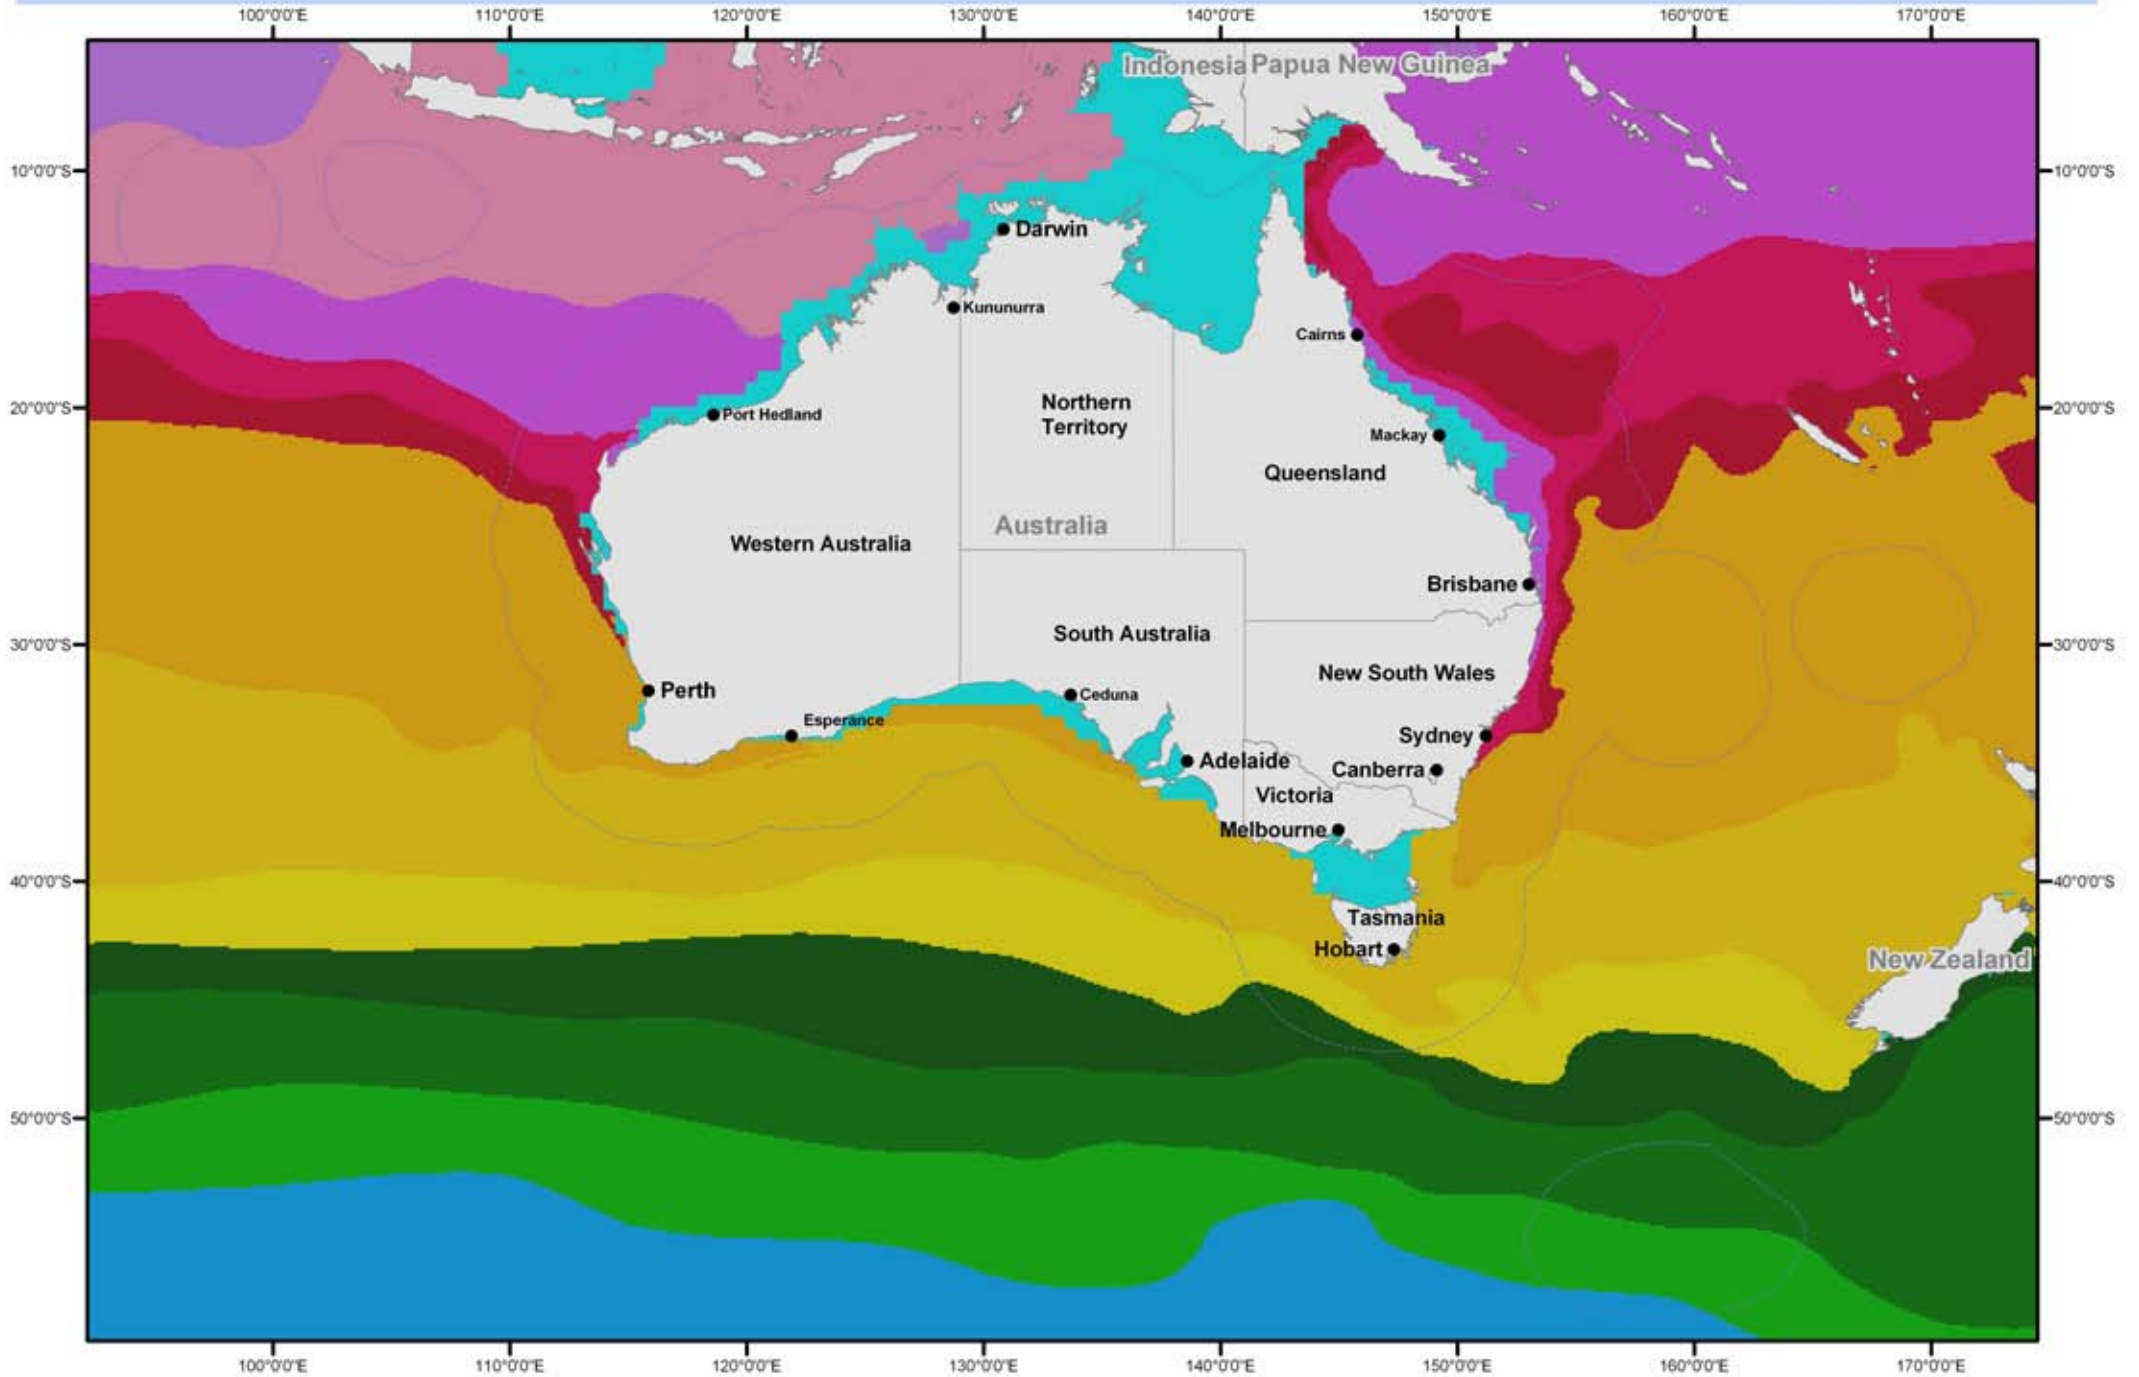 100°0'0"E 110°0'0"E 120°0'0"E 130°0'0"E 140°0'0"E 150°0'0"E 160°0'0"E 170°0'0"E
Indonesia Papua New Guinea
10°0'0"S 10°0'0"S
Darwin
Kununurra
Cairns
20°0'0"S 20°0'0"S
Port Hedland
Northern
Territory
Mackay
Queensland
Australia
Western Australia
Brisbane
South Australia
30°0'0"S 30°0'0"S
New South Wales
Perth
Ceduna
Esperance
Sydney
Adelaide
Canberra
Victoria
Melbourne
40°0'0"S 40°0'0"S
Tasmania
Hobart
New Zealand
50°0'0"S 50°0'0"S
100°0'0"E 110°0'0"E 120°0'0"E 130°0'0"E 140°0'0"E 150°0'0"E 160°0'0"E 170°0'0"E